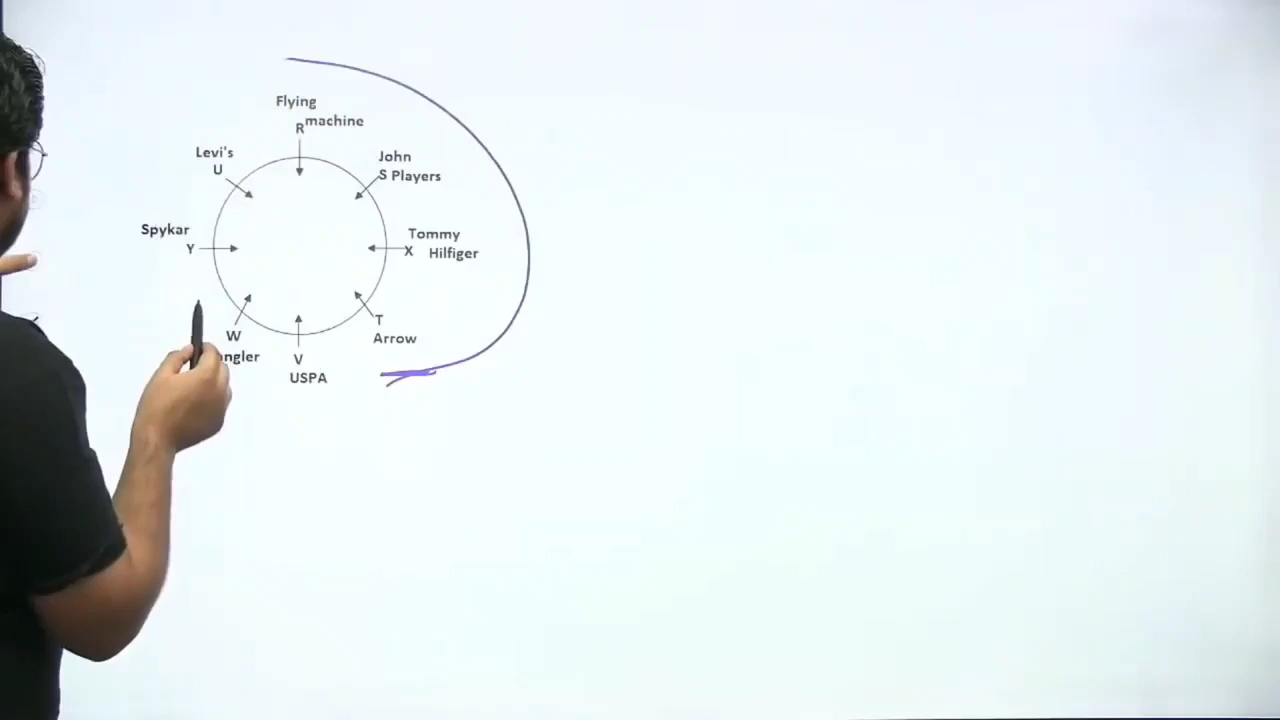 Flying
machine
R
Levi's
U
John
S Players
Spykar
Y
Tommy
X Hilfiger
T
Arrow
W
V
USPA